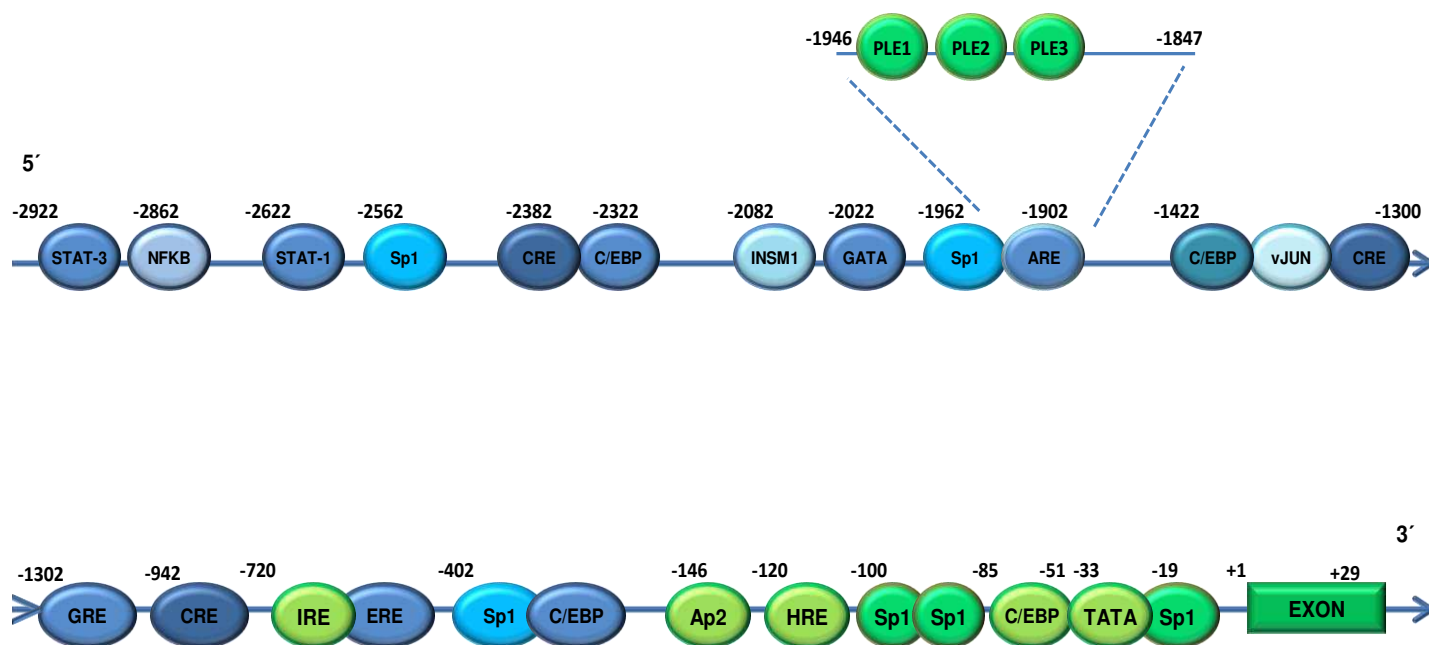 -1946 PLE1 PLE2 PLE3 -1847
5´
-2922 -2862 -2622 -2562 -2382 -2322 -2082 -2022 -1962 -1902 -1422 -1300
STAT-3 NFKB STAT-1 Sp1 CRE C/EBP INSM1 GATA Sp1 ARE C/EBP vJUN CRE
3´
-1302 -942 -720 -402 -146 -120 -100 -85 -51 -33 -19 +1 +29
GRE CRE IRE ERE Sp1 C/EBP Ap2 HRE Sp1 Sp1 C/EBP TATA Sp1 EXON